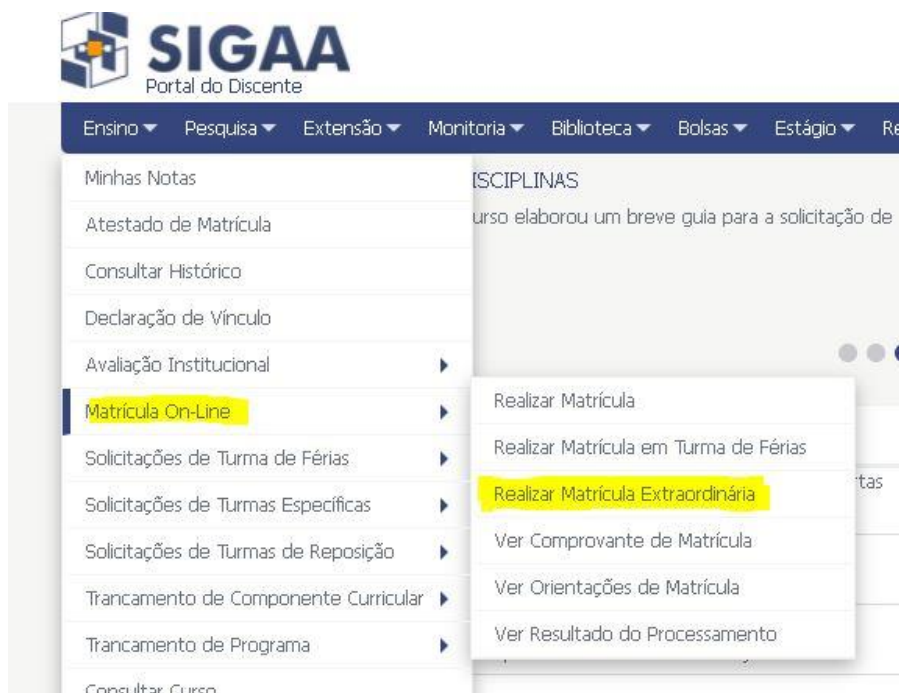 SIGAA
Portal do Discente
Ensino Pesquisa Extensão Monitoria Biblioteca Bolsas Estágio Re
Minhas Notas
ISCIPLINAS
Atestado de Matrícula
urso elaborou um breve guia para a solicitação de
Consultar Histórico
Declaração de Vínculo
Avaliação Institucional
Matrícula On-Line
Realizar Matrícula
Solicitações de Turma de Férias
Realizar Matrícula em Turma de Férias
rtas
Solicitações de Turmas Específicas
Realizar Matrícula Extraordinária
Solicitações de Turmas de Reposição
Ver Comprovante de Matrícula
Trancamento de Componente Curricular
Ver Orientações de Matrícula
Trancamento de Programa
Ver Resultado do Processamento
Consultar Curso